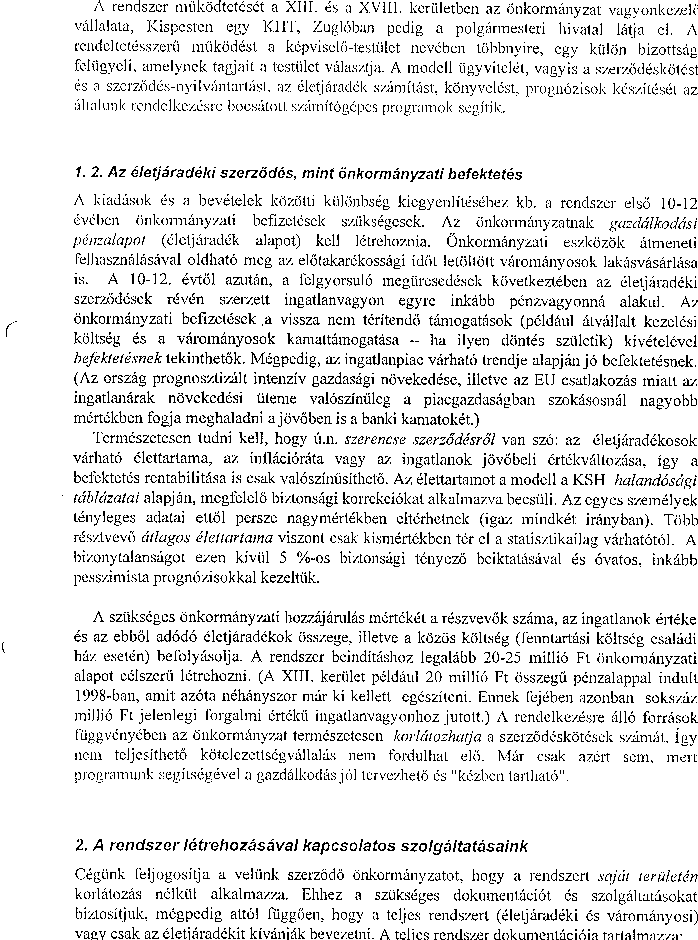 A rendszer működtetését a XIII. és a XVIII. kerületben az önkormányzat vagyonkezelő
vállalata, Kispesten egy KHT, Zuglóban pedig a polgármesteri hivatal látja el. A
rendeltetésszerű működést a képviselő-testület nevében többnyire, egy külön bizottság
felügyeli, amelynek tagjait a testület választja. A modell ügyvitelét, vagyis a szerződéskötést
és a szerződés-nyilvántartást, az életjáradék számítást, könyvelést, prognózisok készítését az
általunk rendelkezésre bocsátott számítógépes programok segítik.
1. 2. Az életjáradéki szerződés, mint önkormányzati befektetés
A kiadások és a bevételek közötti különbség kiegyenlítéséhez kb. a rendszer első 10-12
évében önkormányzati befizetések szükségesek. Az önkormányzatnak gazdálkodási
pénzalapot (életjáradék alapot) kell létrehoznia. Önkormányzati eszközök átmeneti
felhasználásával oldható meg az előtakarékossági időt letöltött várományosok lakásvásárlása
is. A 10-12. évtől azután, a felgyorsuló megüresedések következtében az életjáradéki
szerződések révén szerzett ingatlanvagyon egyre inkább pénzvagyonná alakul. Az
önkormányzati befizetések ,a vissza nem térítendő támogatások (például átvállalt kezelési
költség és a várományosok kamattámogatása -- ha ilyen döntés születik) kivételével
befektetésnek tekinthetők. Mégpedig, az ingatlanpiac várható trendje alapján jó befektetésnek.
(Az ország prognosztizált intenzív gazdasági növekedése, illetve az EU csatlakozás miatt az
ingatlanárak növekedési üteme valószínűleg a piacgazdaságban szokásosnál nagyobb
mértékben fogja meghaladni a jövőben is a banki kamatokét.)
Természetesen tudni kell, hogy ú.n. szerencse szerződésről van szó: az életjáradékosok
várható élettartama, az inflációráta vagy az ingatlanok jövőbeli értékváltozása, így a
befektetés rentabilitása is csak valószínűsíthető. Az élettartamot a modell a KSH halandósági
táblázatai alapján, megfelelő biztonsági korrekciókat alkalmazva becsüli. Az egyes személyek
tényleges adatai ettől persze nagymértékben eltérhetnek (igaz mindkét irányban). Több
résztvevő átlagos élettartama viszont csak kismértékben tér el a statisztikailag várhatótól. A
bizonytalanságot ezen kívül 5 %-os biztonsági tényező beiktatásával és óvatos, inkább
pesszimista prognózisokkal kezeltük.
A szükséges önkormányzati hozzájárulás mértékét a részvevők száma, az ingatlanok értéke
és az ebből adódó életjáradékok összege, illetve a közös költség (fenntartási költség családi
ház esetén) befolyásolja. A rendszer beindításhoz legalább 20-25 millió Ft önkormányzati
alapot célszerű létrehozni. (A XIII. kerület például 20 millió Ft összegű pénzalappal indult
1998-ban, amit azóta néhányszor már ki kellett egészíteni. Ennek fejében azonban sokszáz
millió Ft jelenlegi forgalmi értékű ingatlanvagyonhoz jutott.) A rendelkezésre álló források
függvényében az önkormányzat természetesen korlátozhatja a szerződéskötések számát. Így
nem teljesíthető kötelezettségvállalás nem fordulhat elő. Már csak azért sem, mert
programunk segítségével a gazdálkodás jól tervezhető és "kézben tartható".
2. A rendszer létrehozásával kapcsolatos szolgáltatásaink
Cégünk feljogosítja a velünk szerződő önkormányzatot, hogy a rendszert saját területén
korlátozás nélkül alkalmazza. Ehhez a szükséges dokumentációt és szolgáltatásokat
biztosítjuk, mégpedig attól függően, hogy a teljes rendszert (életjáradéki és várományosi)
vagy csak az életjáradékit kívánják bevezetni. A teljes rendszer dokumentációja tartalmazza: